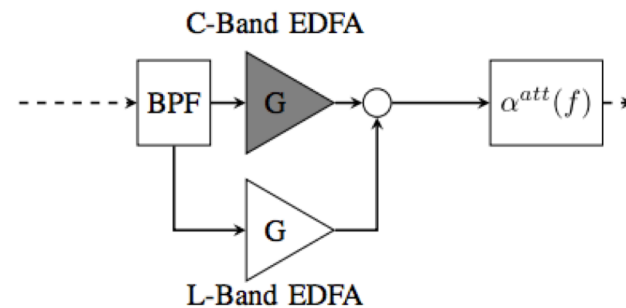 C-Band EDFA
BPF
G
α^{att}(f)
G
L-Band EDFA